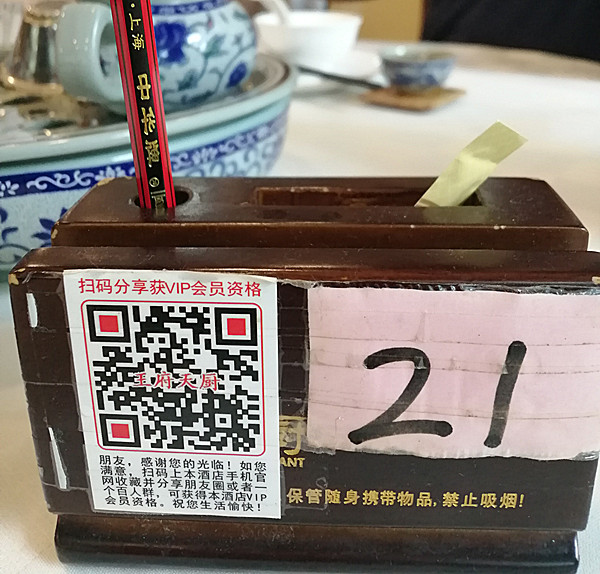 ·上海
中华牌
扫码分享获VIP会员资格
王府天厨
朋友，感谢您的光临！如您
满意，扫码上本酒店手机官
网收藏并分享朋友圈或者一
个百人群，可获得本酒店VIP
会员资格。祝您生活愉快！
21
厨
ANT
保管随身携带物品,禁止吸烟!